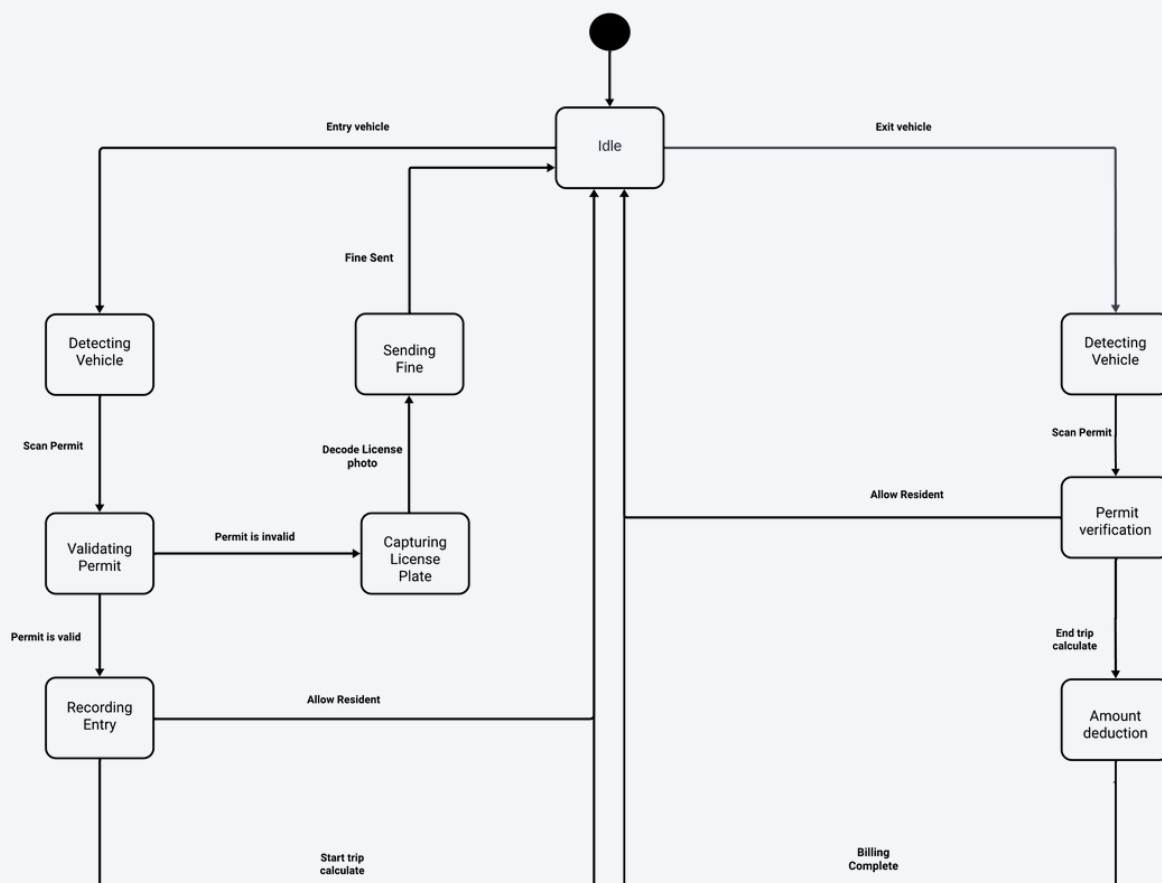 Entry vehicle
Idle
Exit vehicle
Fine Sent
Detecting
Vehicle
Sending
Fine
Detecting
Vehicle
Scan Permit
Decode License
photo
Scan Permit
Allow Resident
Validating
Permit
Permit is invalid
Capturing
License
Plate
Permit
verification
Permit is valid
End trip
calculate
Recording
Entry
Allow Resident
Amount
deduction
Start trip
calculate
Billing
Complete